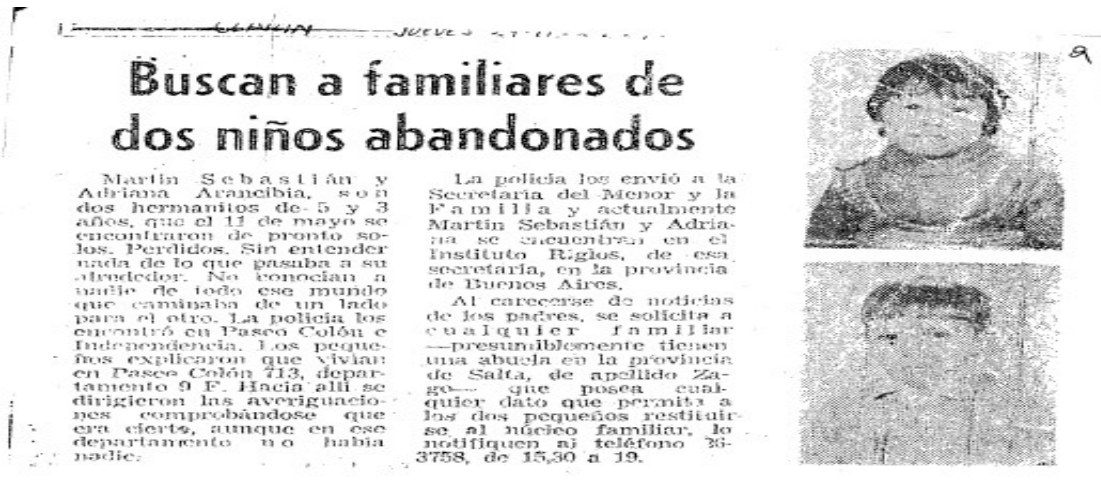 CLARIN JUEVES
Buscan a familiares de
dos niños abandonados
Martín Sebastián y
Adriana Arancibia, son
dos hermanitos de 5 y 3
años, que el 11 de mayo se
encontraron de pronto so-
los. Perdidos. Sin entender
nada de lo que pasaba a su
alrededor. No conocían a
nadie de todo ese mundo
que caminaba de un lado
para el otro. La policía los
encontró en Paseo Colón e
Independencia. Los peque-
ños explicaron que vivían
en Paseo Colón 713, depar-
tamento 9 F. Hacia allí se
dirigieron las averiguacio-
nes comprobándose que
era cierto, aunque en ese
departamento no había
nadie.
La policía los envió a la
Secretaría del Menor y la
Familia y actualmente
Martín Sebastián y Adria-
na se encuentran en el
Instituto Riglos, de esa
secretaría, en la provincia
de Buenos Aires.
Al carecerse de noticias
de los padres, se solicita a
cualquier familiar
—presumiblemente tienen
una abuela en la provincia
de Salta, de apellido Za-
go— que posea cual-
quier dato que permita a
los dos pequeños restituir-
se al núcleo familiar, lo
notifiquen al teléfono 36-
3758, de 15,30 a 19.